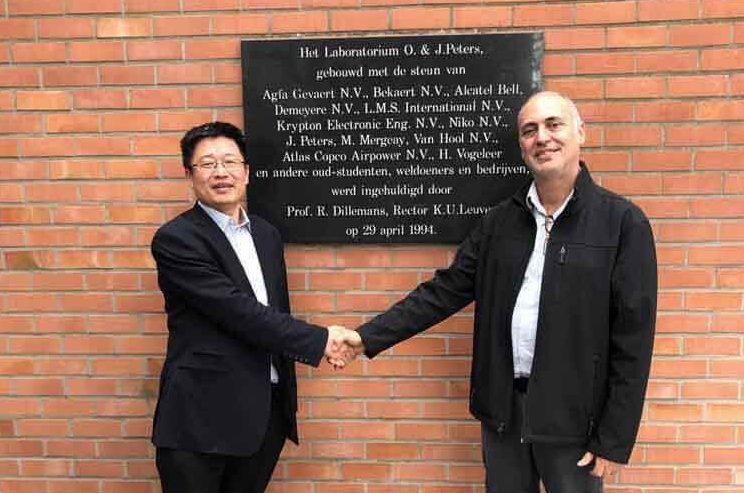 Het Laboratorium O. & J.Peters,
gebouwd met de steun van
Agfa Gevaert N.V., Bekaert N.V., Alcatel Bell,
Demeyere N.V., L.M.S. International N.V.,
Krypton Electronic Eng. N.V., Niko N.V.,
J. Peters, M. Mergeay, Van Hool N.V.,
Atlas Copco Airpower N.V., H. Vogeleer
en andere oud-studenten, weldoeners en bedrijven,
werd ingehuldigd door
Prof. R. Dillemans, Rector K.U.Leuv
op 29 april 1994.